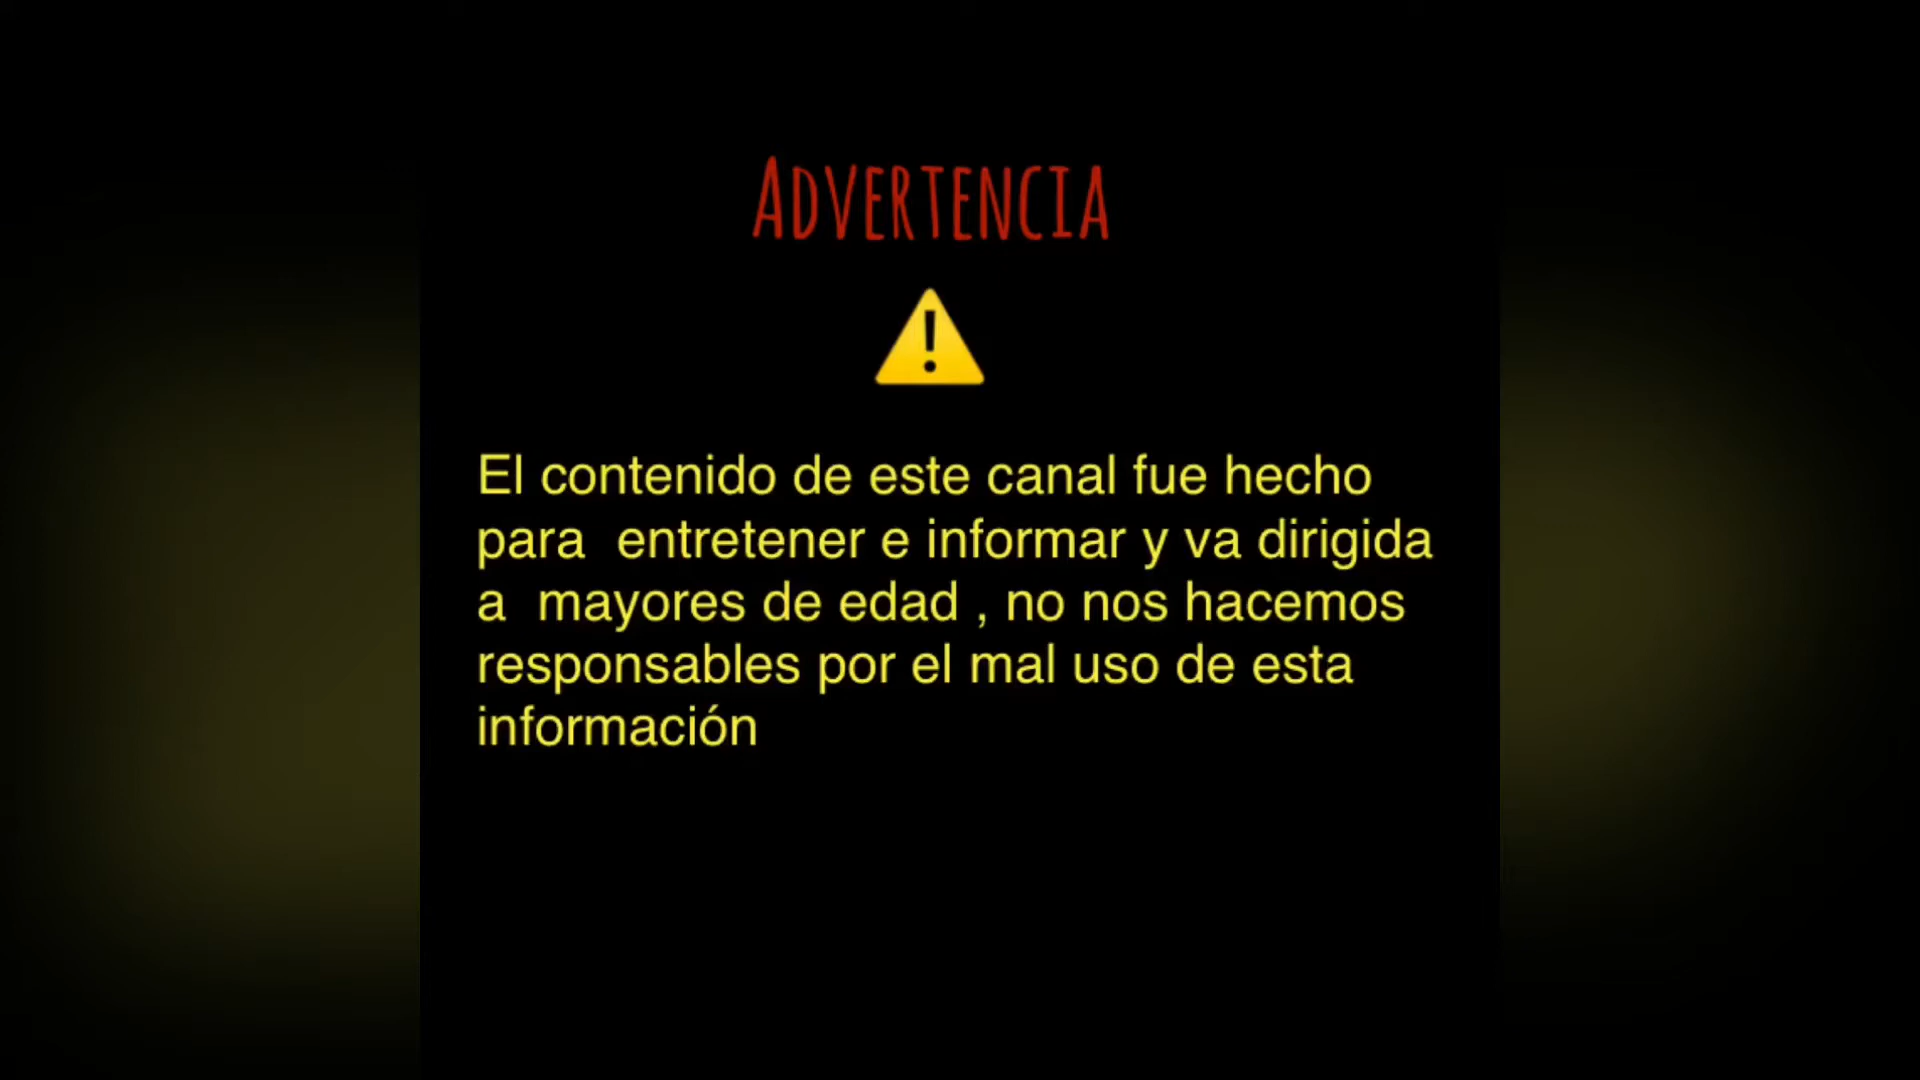 ADVERTENCIA
El contenido de este canal fue hecho
para  entretener e informar y va dirigida
a  mayores de edad , no nos hacemos
responsables por el mal uso de esta
información